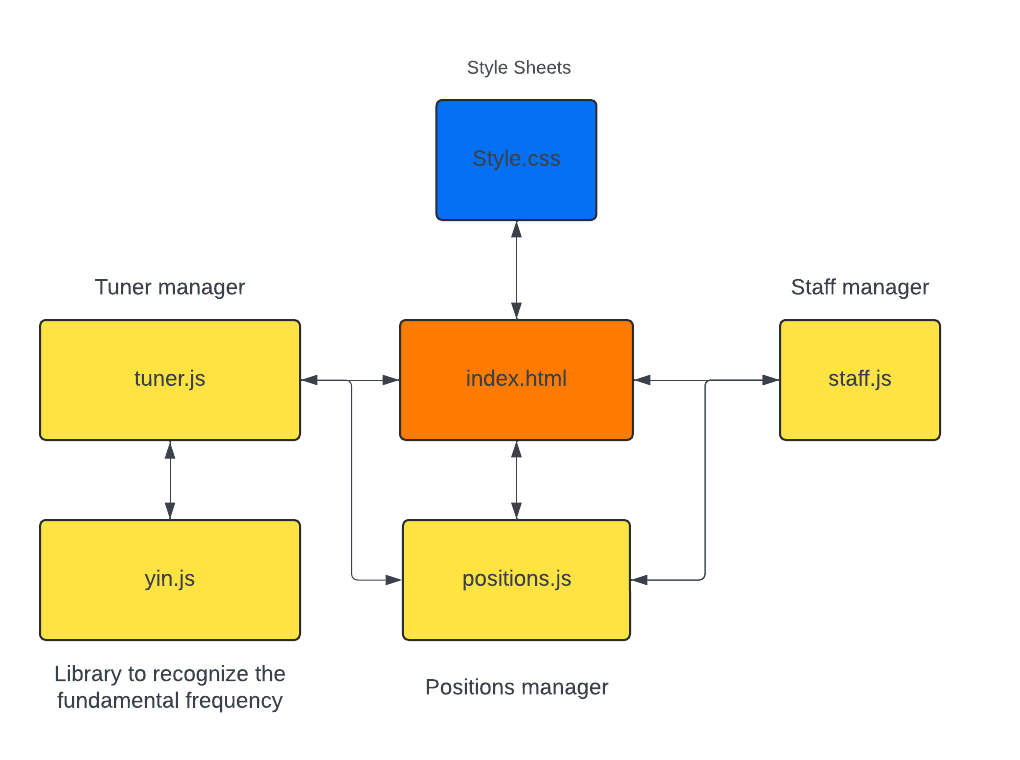 Style Sheets
Style.css
Tuner manager
Staff manager
tuner.js
index.html
staff.js
yin.js
positions.js
Library to recognize the
fundamental frequency
Positions manager